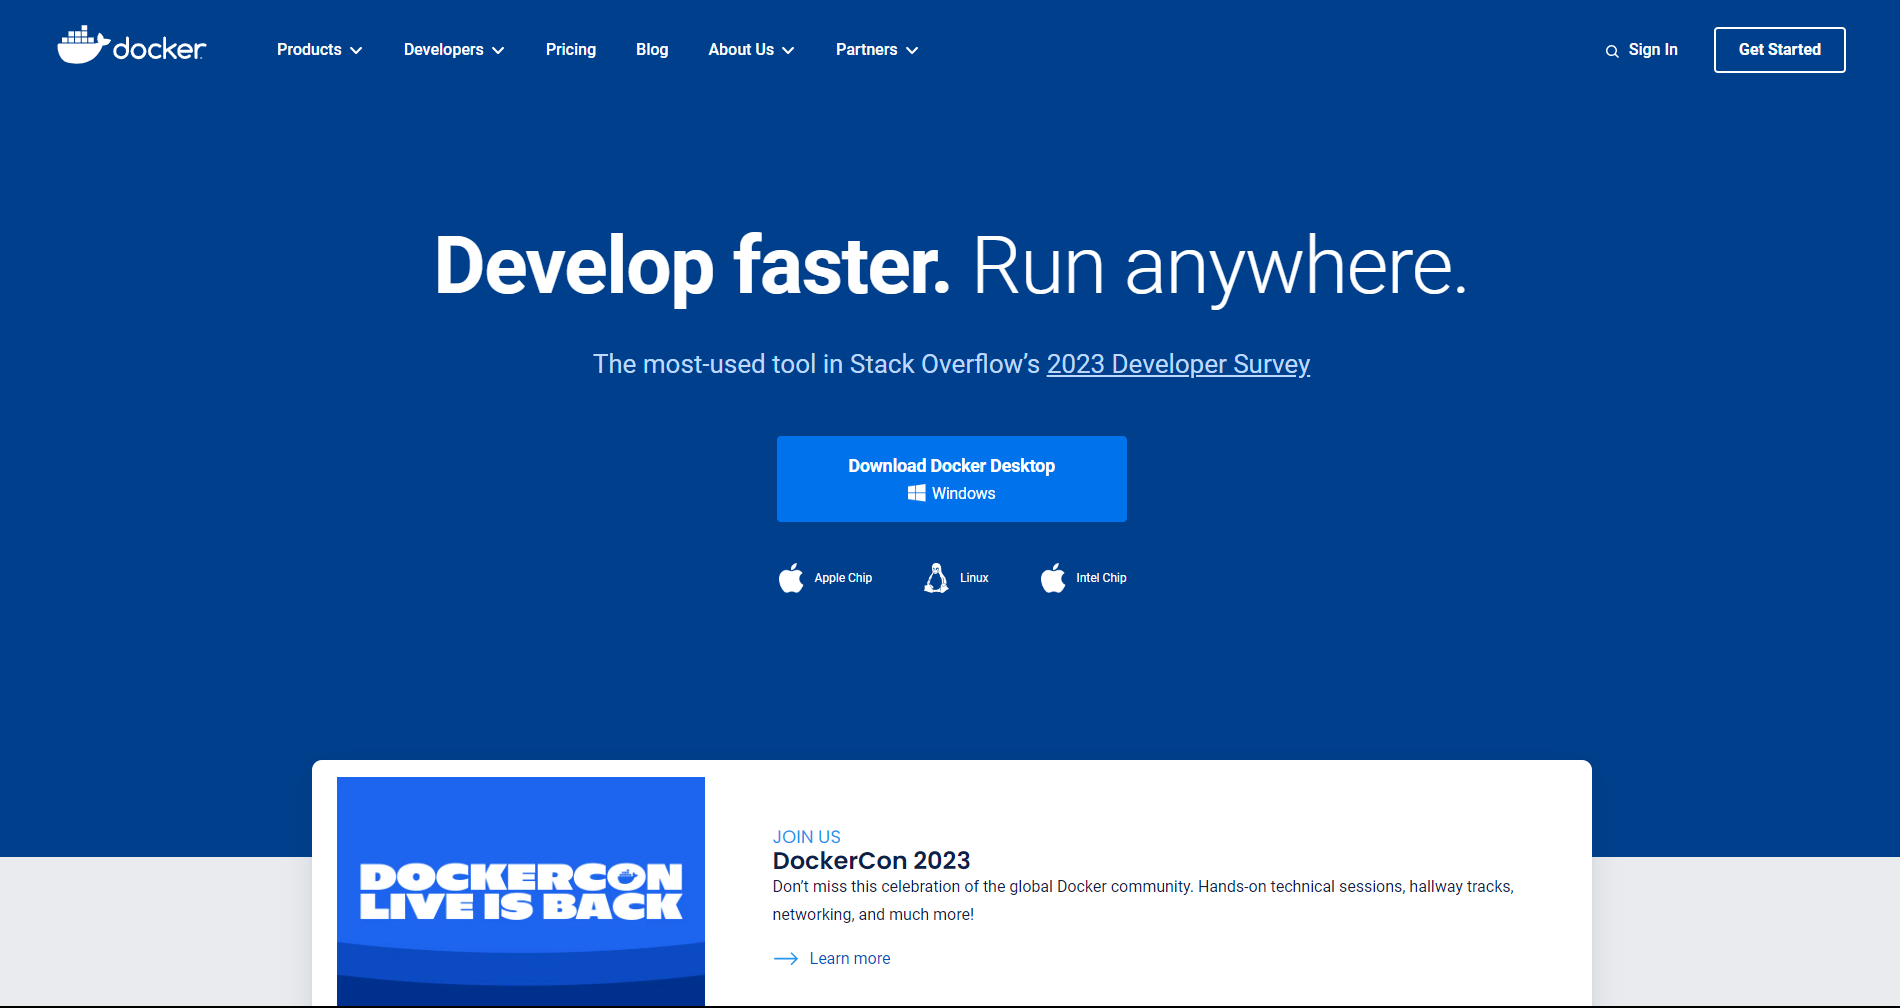 docker
Products
Developers
Pricing
Blog
About Us
Partners
Sign In
Get Started
Develop faster. Run anywhere.
The most-used tool in Stack Overflow’s 2023 Developer Survey
Download Docker Desktop
Windows
Apple Chip
Linux
Intel Chip
DOCKERCON
LIVE IS BACK
JOIN US
DockerCon 2023
Don’t miss this celebration of the global Docker community. Hands-on technical sessions, hallway tracks,
networking, and much more!
Learn more